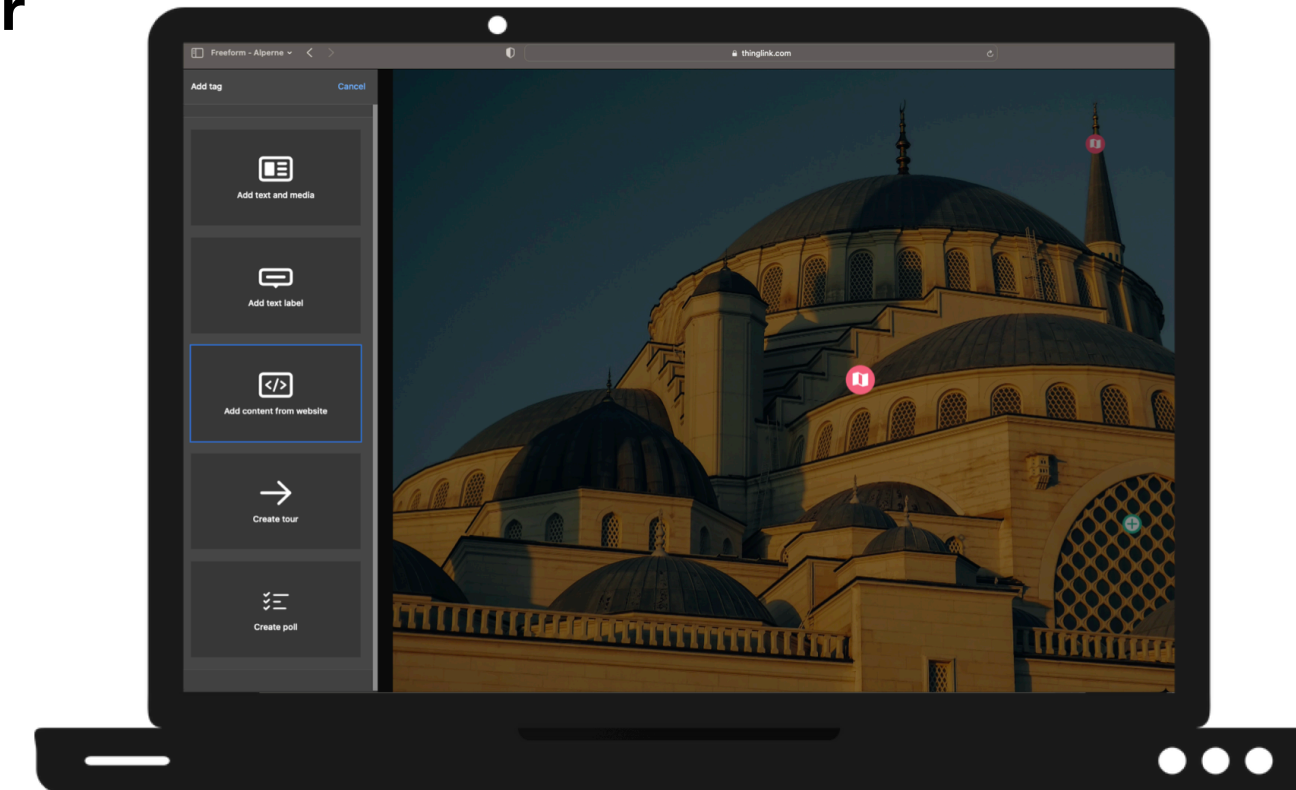 r
Freeform - Alperne
thinglink.com
Add tag
Cancel
Add text and media
Add text label
</>
Add content from website
Create tour
Create poll